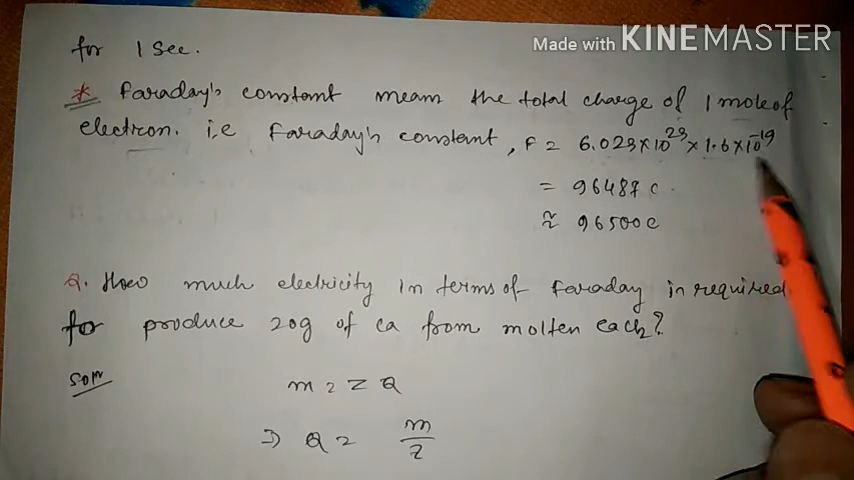 for 1 Sec.
Made with KINEMASTER
* Faraday's constant means the total charge of 1 mole of
electron. i.e Faraday's constant, F = 6.023×10²³ × 1.6×10⁻¹⁹
= 96487 C
≈ 96500 C
Q. How much electricity in terms of Faraday is required
for produce 20g of Ca from molten CaCl₂?
Solⁿ
m = Z Q
⇒ Q = m/Z